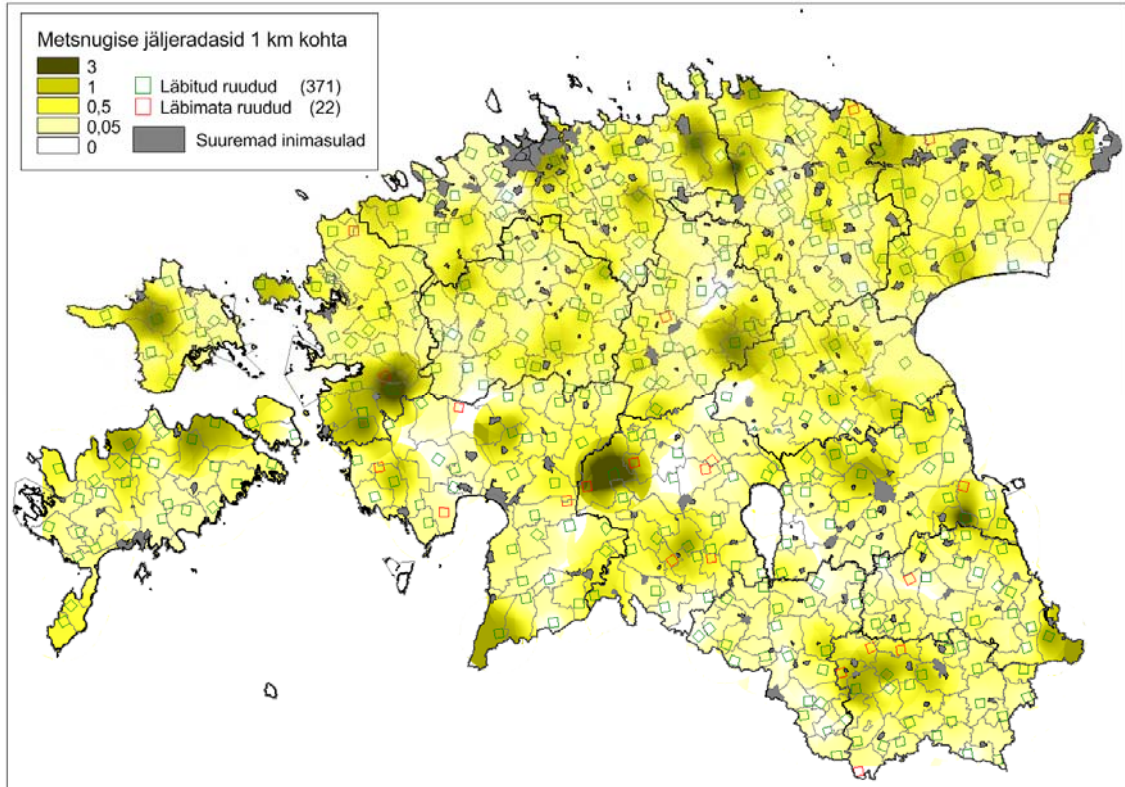 Metsnugise jäljeradasid 1 km kohta
3
1
0,5
0,05
0
Läbitud ruudud (371)
Läbimata ruudud (22)
Suuremad inimasulad